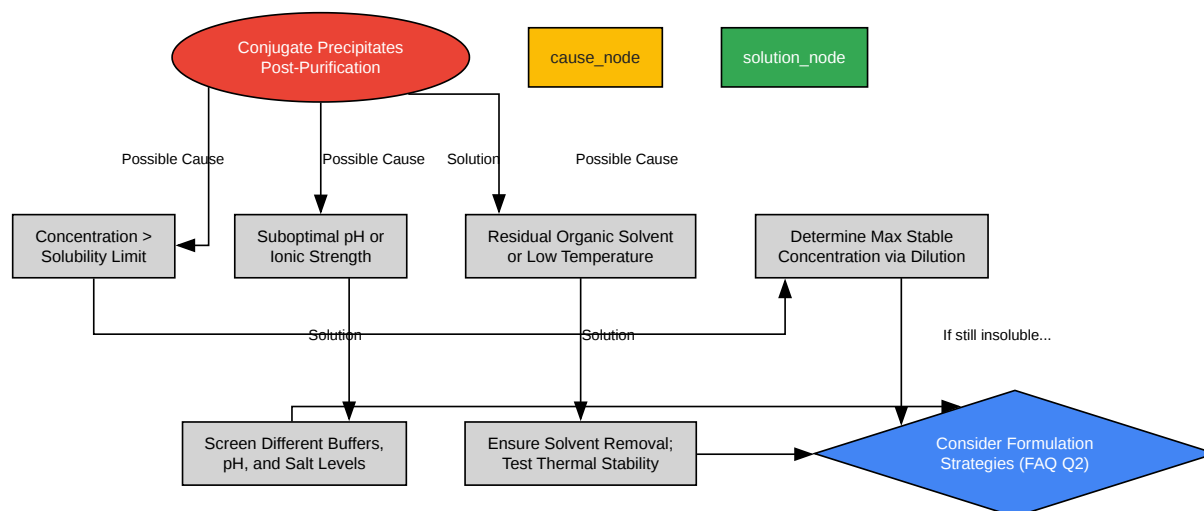 Conjugate Precipitates
Post-Purification
cause_node
solution_node
Possible Cause
Possible Cause
Solution
Possible Cause
Concentration >
Solubility Limit
Suboptimal pH or
Ionic Strength
Residual Organic Solvent
or Low Temperature
Determine Max Stable
Concentration via Dilution
Solution
Solution
If still insoluble...
Screen Different Buffers,
pH, and Salt Levels
Ensure Solvent Removal;
Test Thermal Stability
Consider Formulation
Strategies (FAQ Q2)